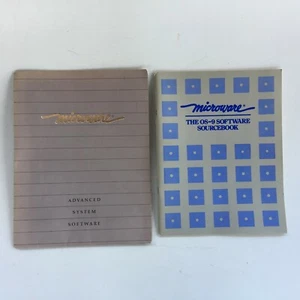 microware
ADVANCED
SYSTEM
SOFTWARE
microware
THE OS-9 SOFTWARE
SOURCEBOOK